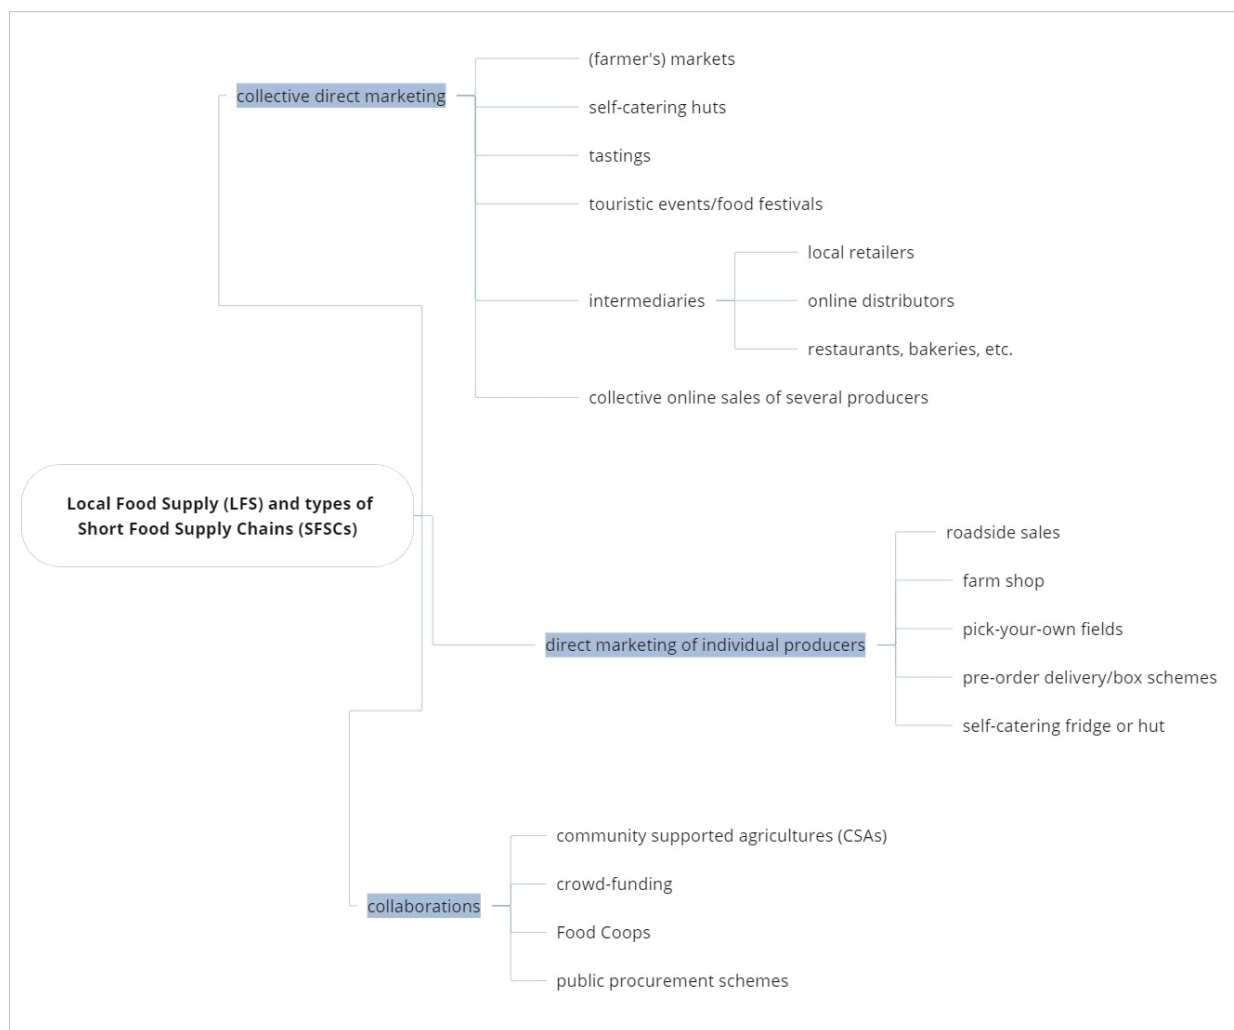 (farmer's) markets
collective direct marketing
self-catering huts
tastings
touristic events/food festivals
local retailers
intermediaries
online distributors
restaurants, bakeries, etc.
collective online sales of several producers
Local Food Supply (LFS) and types of
Short Food Supply Chains (SFSCs)
roadside sales
farm shop
pick-your-own fields
direct marketing of individual producers
pre-order delivery/box schemes
self-catering fridge or hut
community supported agricultures (CSAs)
crowd-funding
collaborations
Food Coops
public procurement schemes